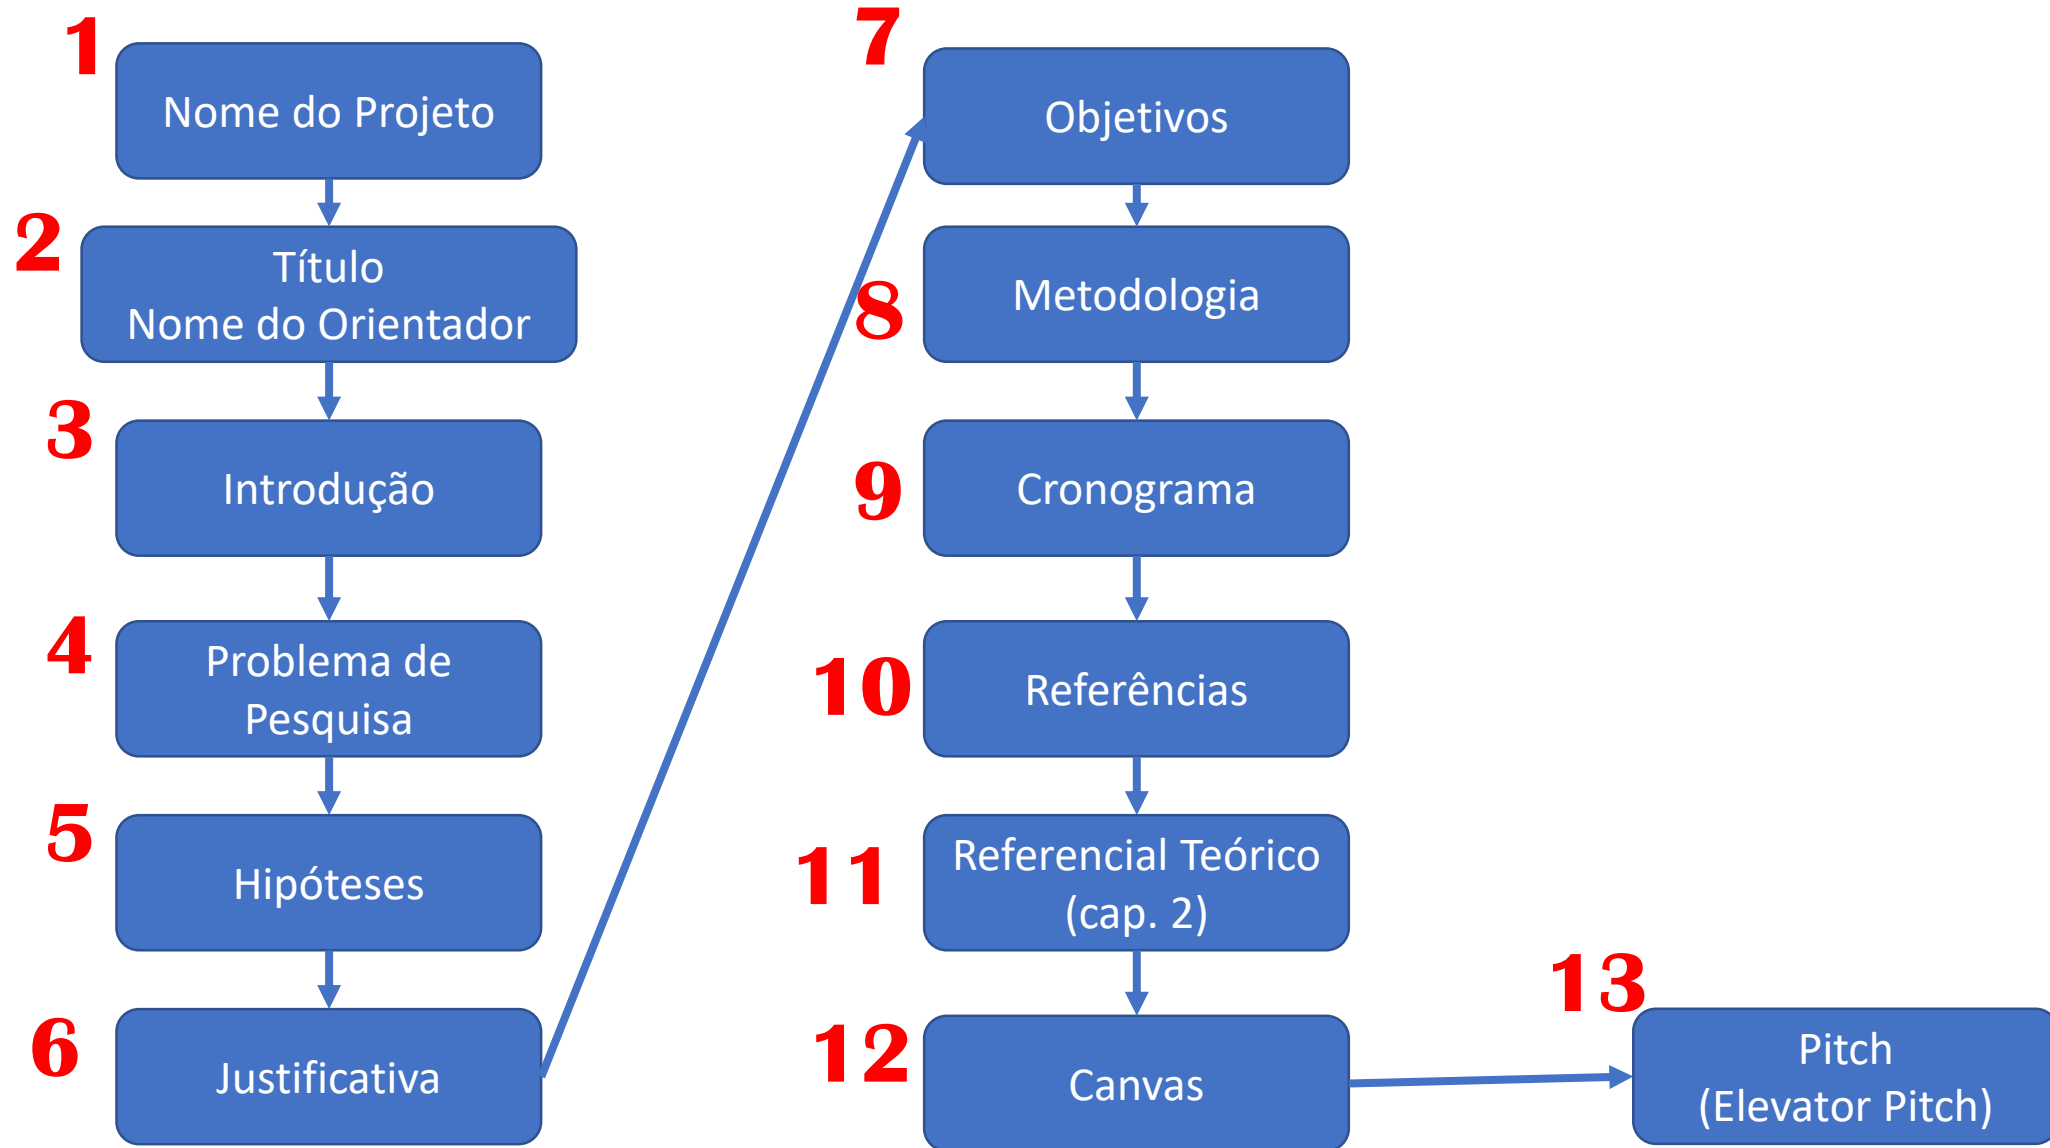 1
Nome do Projeto
2
Título
Nome do Orientador
3
Introdução
4
Problema de
Pesquisa
5
Hipóteses
6
Justificativa
7
Objetivos
8
Metodologia
9
Cronograma
10
Referências
11
Referencial Teórico
(cap. 2)
12
Canvas
13
Pitch
(Elevator Pitch)